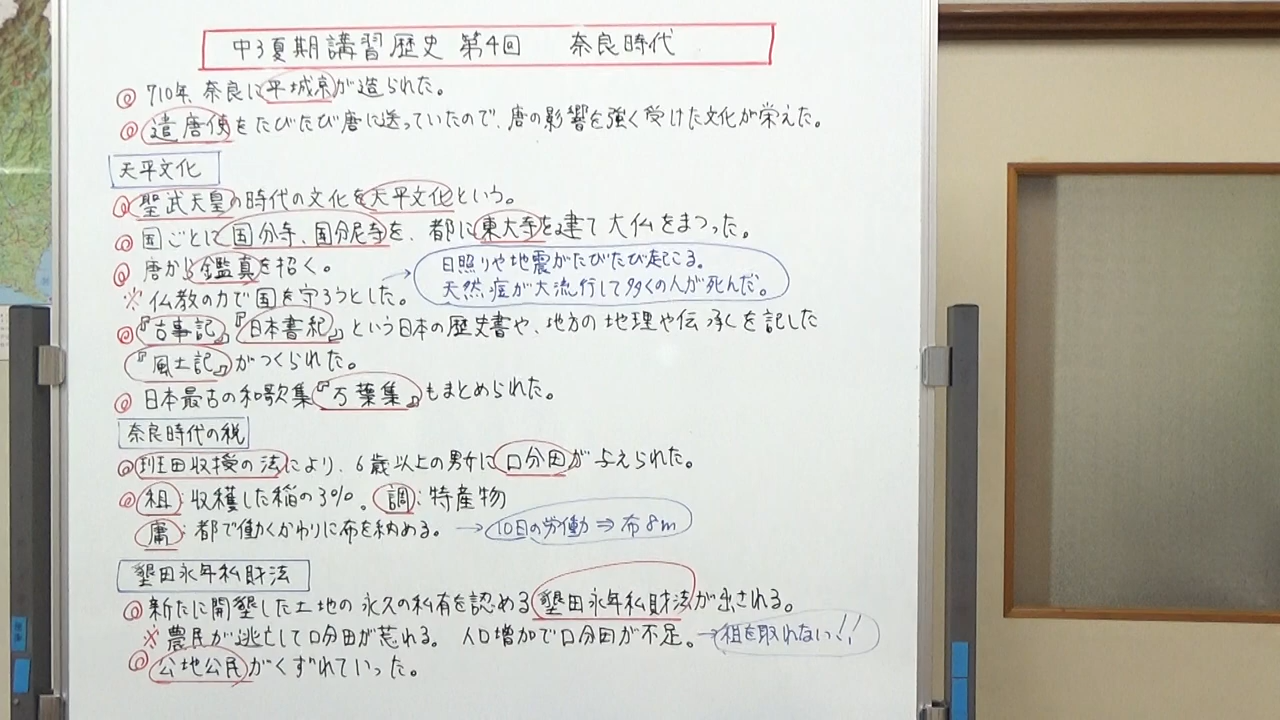 中3夏期講習 歴史 第4回 奈良時代
◎ 710年、奈良に平城京が造られた。
◎ 遣唐使をたびたび唐に送っていたので、唐の影響を強く受けた文化が栄えた。
天平文化
◎ 聖武天皇の時代の文化を天平文化という。
◎ 国ごとに国分寺、国分尼寺を、都に東大寺を建て大仏をまつった。
◎ 唐から鑑真を招く。
※ 仏教の力で国を守ろうとした。
→ 日照りや地震がたびたび起こる。
天然痘が大流行して多くの人が死んだ。
◎ 『古事記』『日本書紀』という日本の歴史書や、地方の地理や伝承を記した
『風土記』がつくられた。
◎ 日本最古の和歌集『万葉集』もまとめられた。
奈良時代の税
◎ 班田収授の法により、6歳以上の男女に口分田が与えられた。
◎ 租:収穫した稲の3%。 調:特産物
庸:都で働くかわりに布を納める。 → 10日の労働 ⇒ 布8m
墾田永年私財法
◎ 新たに開墾した土地の永久の私有を認める墾田永年私財法が出される。
※ 農民が逃亡して口分田が荒れる。 人口増加で口分田が不足。 → 租を取れないっ!!
◎ 公地公民がくずれていった。